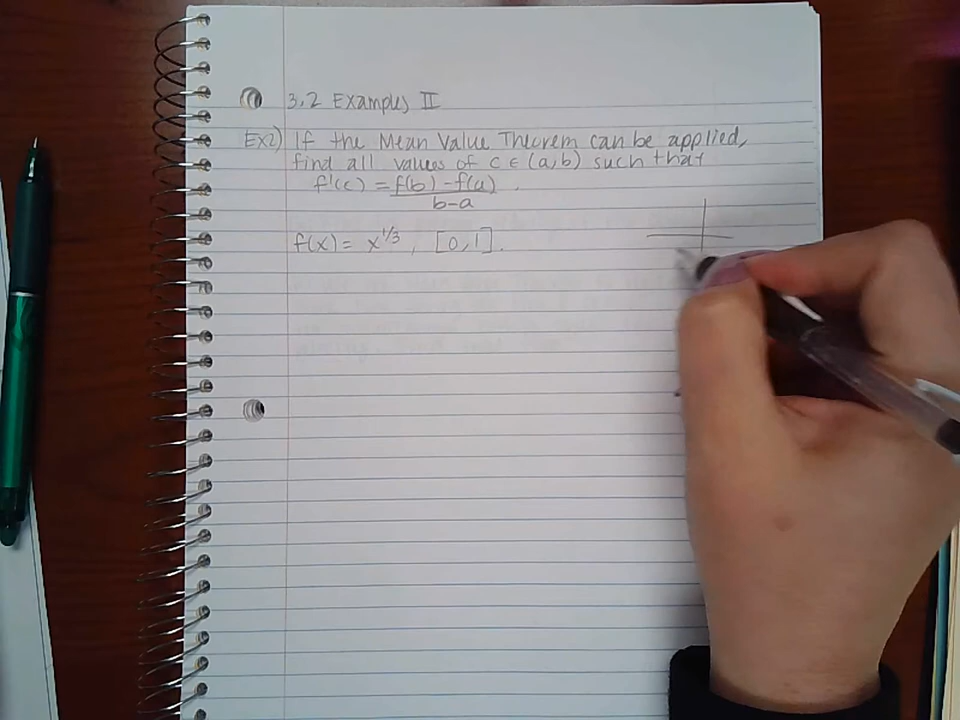 3.2 Examples II
Ex2) If the Mean Value Theorem can be applied,
find all values of c ∈ (a,b) such that
f'(c) = f(b) - f(a)
b-a
f(x) = x^1/3, [0,1].